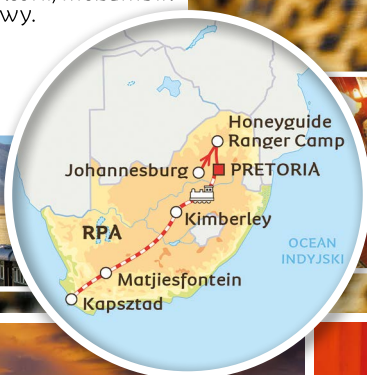 wy.
Honeyguide
Ranger Camp
Johannesburg
PRETORIA
Kimberley
RPA
OCEAN
INDYJSKI
Matjiesfontein
Kapsztad